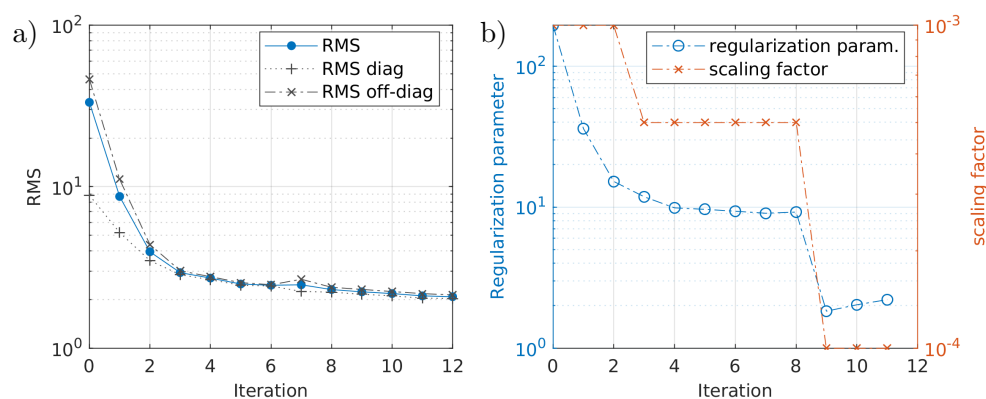 a)
10^2
10^1
10^0
RMS
RMS
RMS diag
RMS off-diag
0 2 4 6 8 10 12
Iteration
b)
10^2
10^1
10^0
Regularization parameter
regularization param.
scaling factor
10^-3
10^-4
scaling factor
0 2 4 6 8 10 12
Iteration